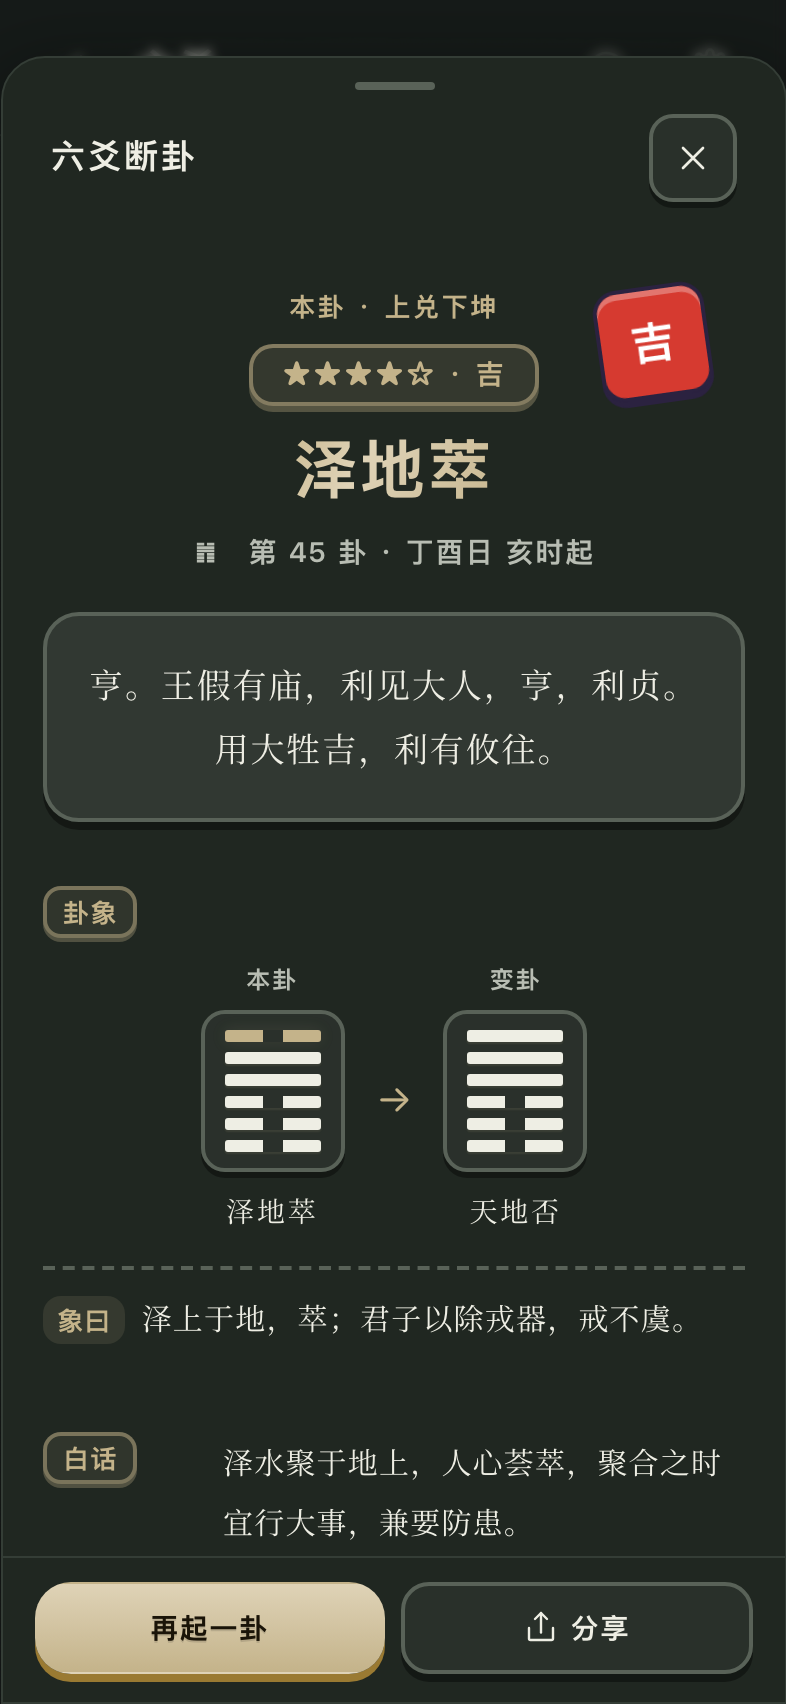 六爻断卦
本卦 · 上兑下坤
★★★★☆ · 吉
吉
泽地萃
䷬ 第 45 卦 · 丁酉日 亥时起
亨。王假有庙，利见大人，亨，利贞。
用大牲吉，利有攸往。
卦象
本卦 变卦
→
泽地萃 天地否
象曰 泽上于地，萃；君子以除戎器，戒不虞。
白话 泽水聚于地上，人心荟萃，聚合之时
宜行大事，兼要防患。
再起一卦 分享